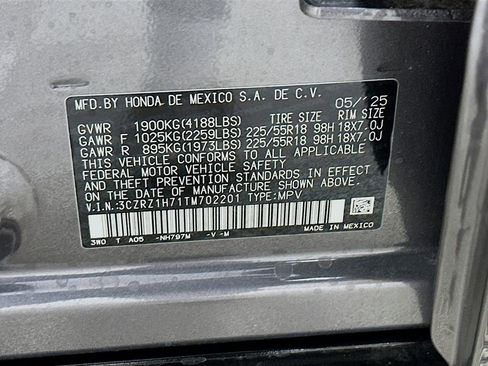 MFD. BY HONDA DE MEXICO S.A. DE C.V. 05/'25
TIRE SIZE RIM SIZE
GVWR 1900KG(4188LBS)
GAWR F 1025KG(2259LBS) 225/55R18 98H 18X7.0J
GAWR R 895KG(1973LBS) 225/55R18 98H 18X7.0J
THIS VEHICLE CONFORMS TO ALL APPLICABLE
FEDERAL MOTOR VEHICLE SAFETY
STANDARDS IN EFFECT ON THE DATE OF
MANUFACTURE SHOWN ABOVE.
V.I.N.:3CZRZ1H71TM702201 TYPE:MPV
3W0 T A05 -NH797M -V-M MADE IN MEXICO